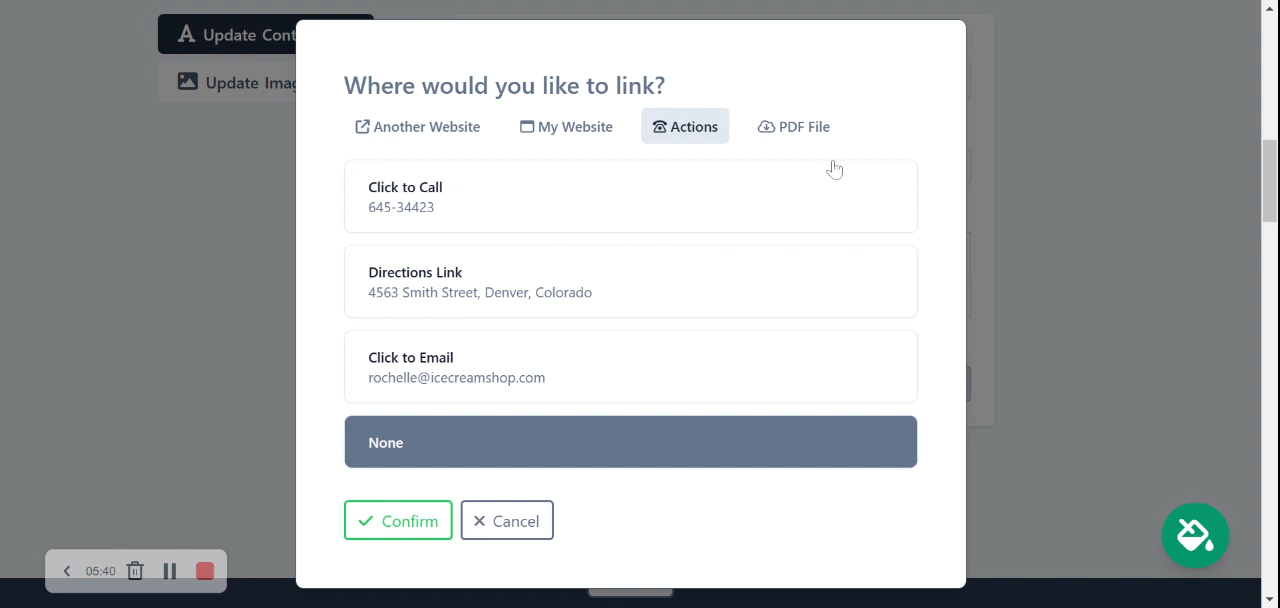 Update Cont
Update Imag
Where would you like to link?
Another Website
My Website
Actions
PDF File
Click to Call
645-34423
Directions Link
4563 Smith Street, Denver, Colorado
Click to Email
rochelle@icecreamshop.com
None
Confirm
Cancel
05:40